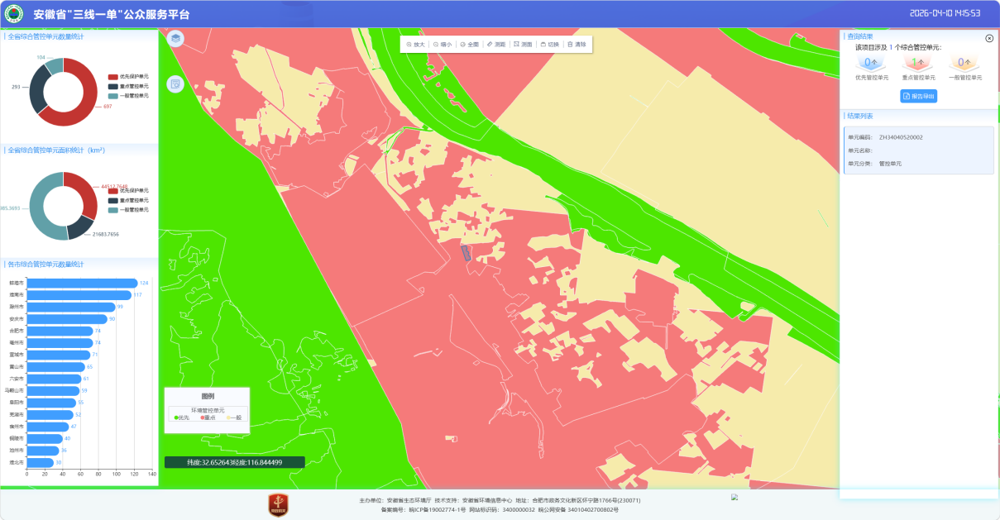 安徽省"三线一单"公众服务平台
2026-04-10 14:15:53
全省综合管控单元数量统计
104
293
697
优先保护单元
重点管控单元
一般管控单元
全省综合管控单元面积统计（km²）
44512.7648
21683.7656
优先保护单元
重点管控单元
一般管控单元
各市综合管控单元数量统计
蚌埠市 124
淮南市 117
滁州市 99
安庆市 90
合肥市 74
亳州市 74
宣城市 71
黄山市 65
六安市 61
马鞍山市 59
阜阳市 55
芜湖市 52
宿州市 47
铜陵市 40
池州市 36
淮北市 30
0 20 40 60 80 100 120 140
放大 缩小 全图 测距 测面 切换 清除
图例
环境管控单元
优先 重点 一般
纬度:32.652643经度:116.844499
查询结果
该项目涉及 1 个综合管控单元:
0个 1个 0个
优先管控单元 重点管控单元 一般管控单元
报告导出
结果列表
单元编码: ZH34040520002
单元名称:
单元分类: 管控单元
主办单位：安徽省生态环境厅 技术支持：安徽省环境信息中心 地址：合肥市政务文化新区怀宁路1766号(230071)
备案编号：皖ICP备19002774-1号 网站标识码：3400000032 皖公网安备 34010402700802号